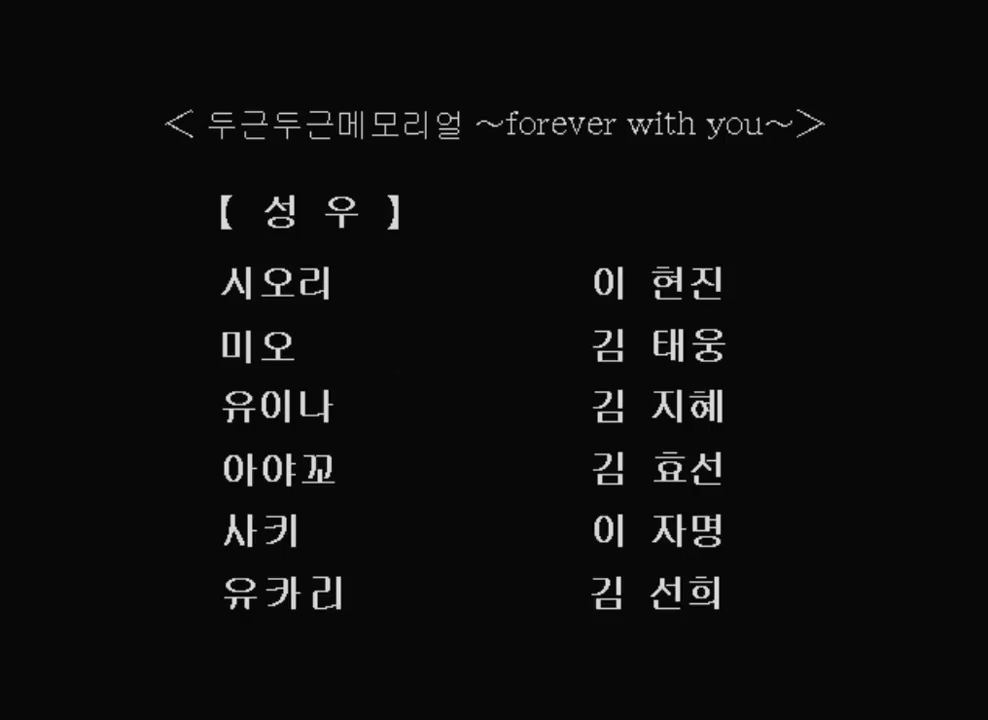 < 두근두근메모리얼 ~forever with you~>
【 성 우 】
시오리 이 현진
미오 김 태웅
유이나 김 지혜
아야꼬 김 효선
사키 이 자명
유카리 김 선희